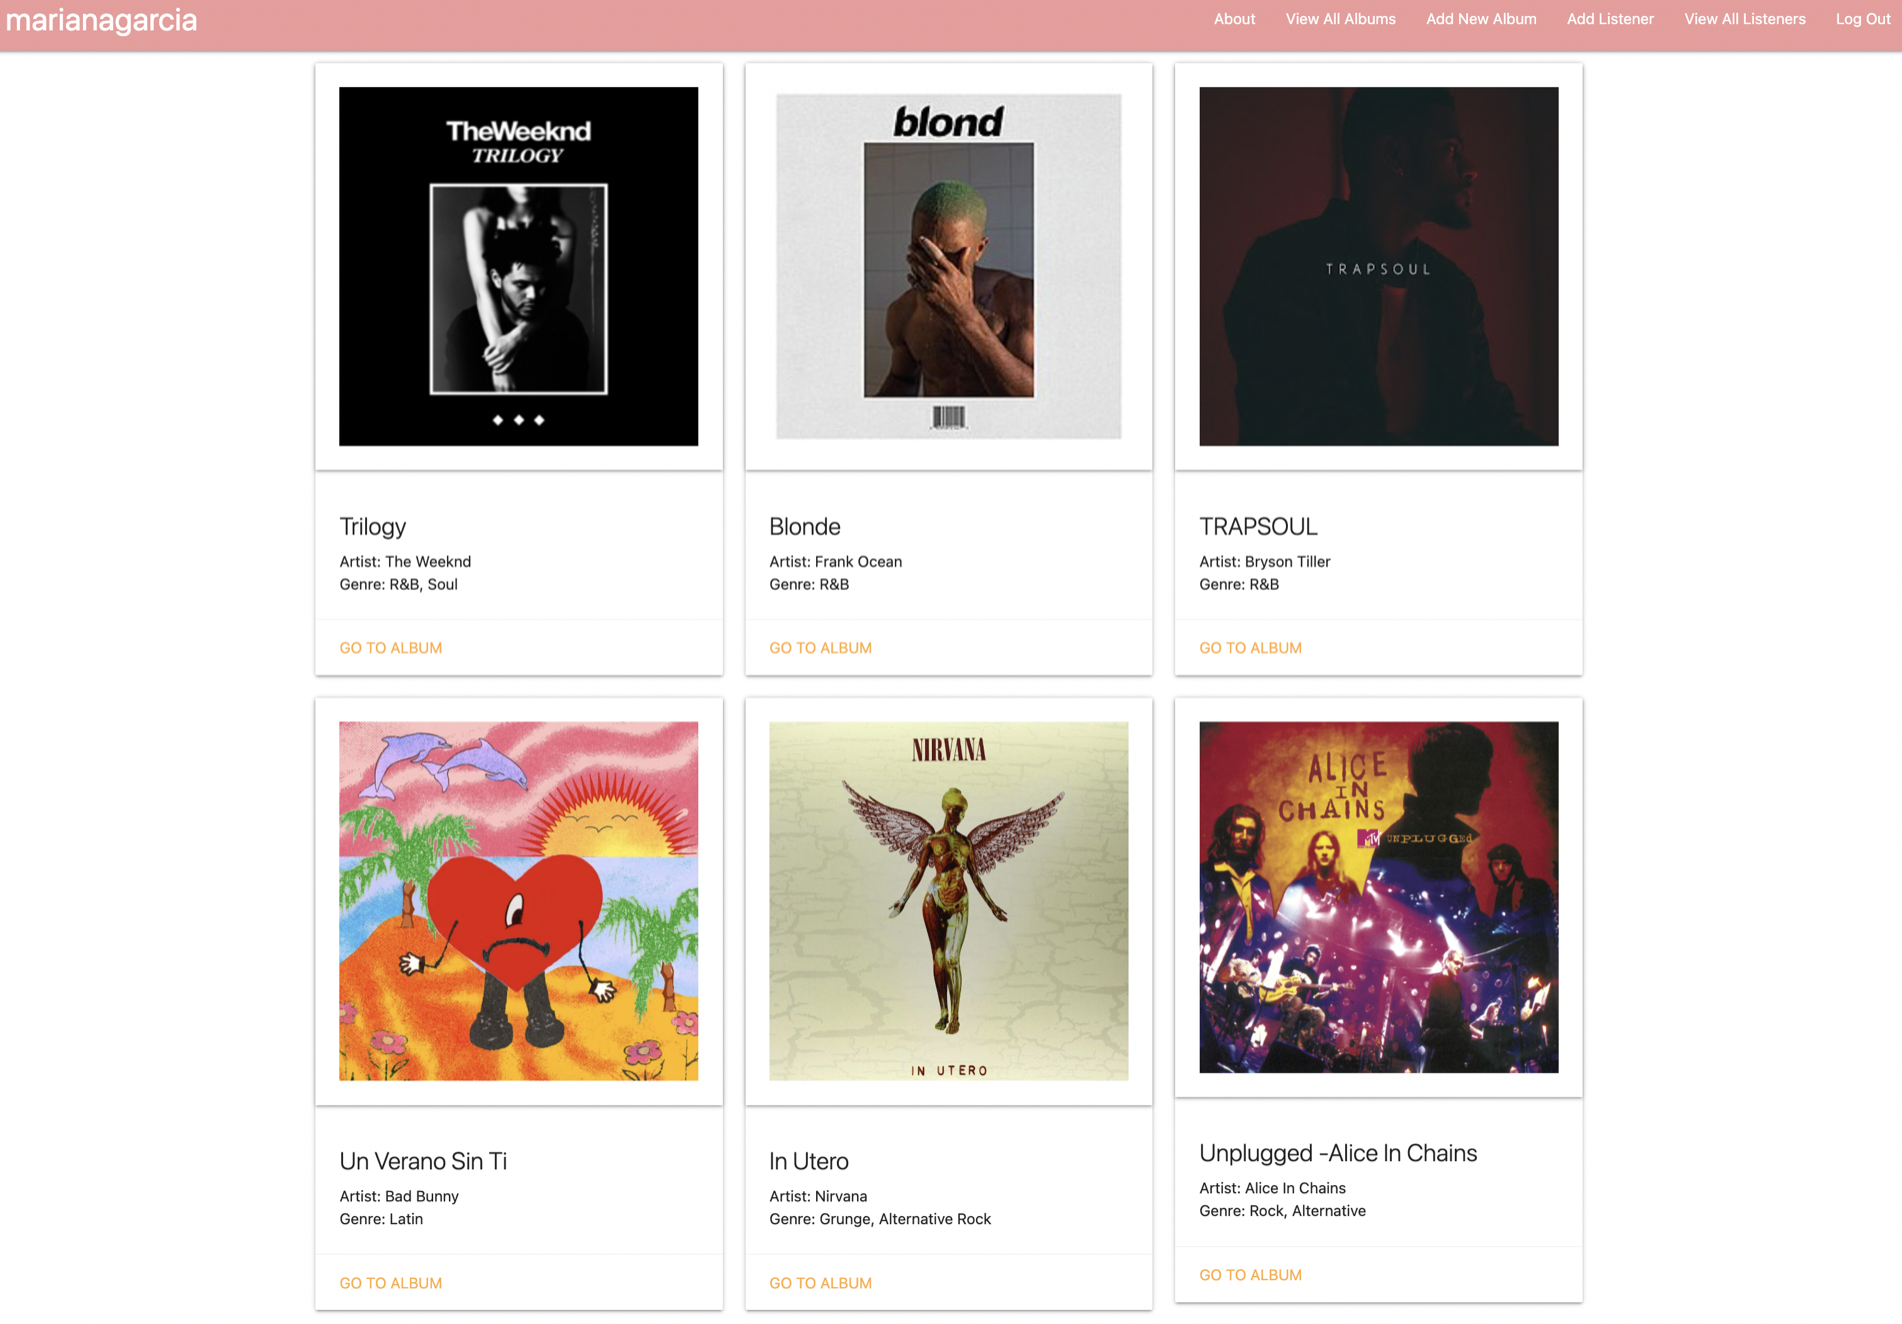 marianagarcia
About View All Albums Add New Album Add Listener View All Listeners Log Out
TheWeeknd
TRILOGY
blond
TRAPSOUL
Trilogy
Artist: The Weeknd
Genre: R&B, Soul
GO TO ALBUM
Blonde
Artist: Frank Ocean
Genre: R&B
GO TO ALBUM
TRAPSOUL
Artist: Bryson Tiller
Genre: R&B
GO TO ALBUM
NIRVANA
IN UTERO
ALICE
IN
CHAINS
MTV UNPLUGGED
Un Verano Sin Ti
Artist: Bad Bunny
Genre: Latin
GO TO ALBUM
In Utero
Artist: Nirvana
Genre: Grunge, Alternative Rock
GO TO ALBUM
Unplugged -Alice In Chains
Artist: Alice In Chains
Genre: Rock, Alternative
GO TO ALBUM